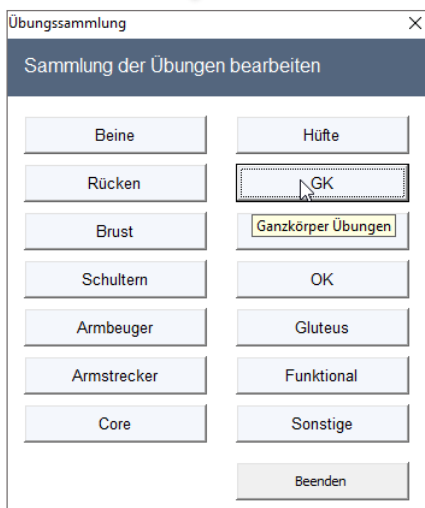 Übungssammlung
Sammlung der Übungen bearbeiten
Beine
Hüfte
Rücken
GK
Brust
Ganzkörper Übungen
Schultern
OK
Armbeuger
Gluteus
Armstrecker
Funktional
Core
Sonstige
Beenden